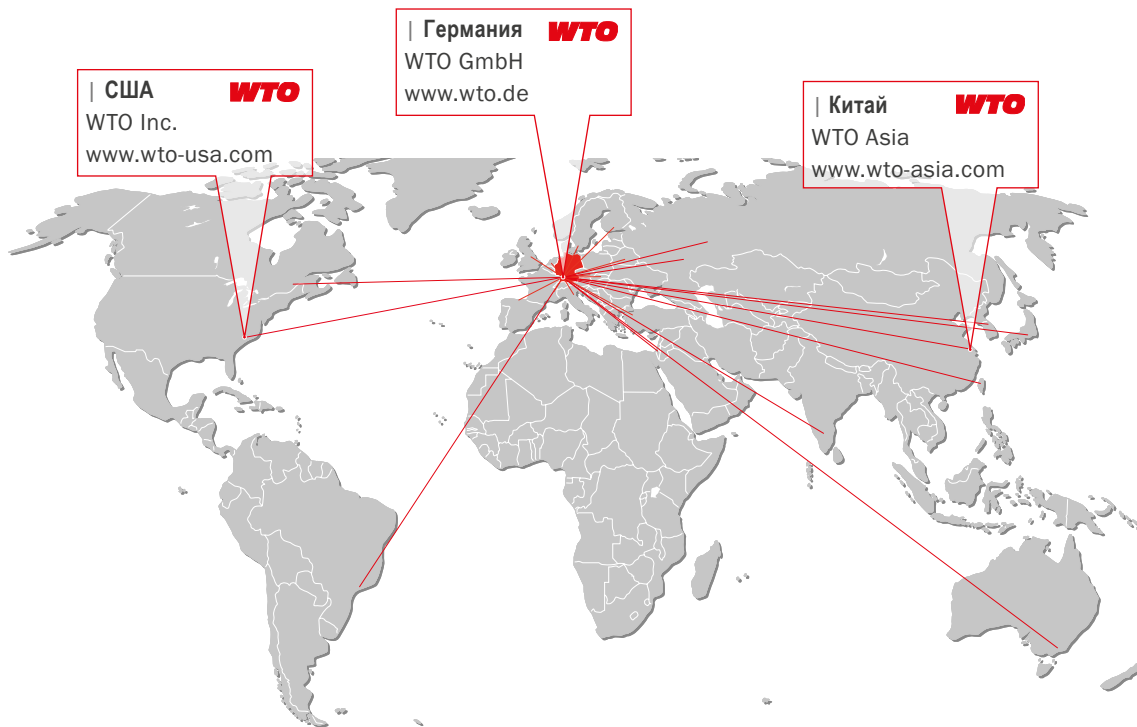 | Германия WTO
WTO GmbH
www.wto.de
| США WTO
WTO Inc.
www.wto-usa.com
| Китай WTO
WTO Asia
www.wto-asia.com